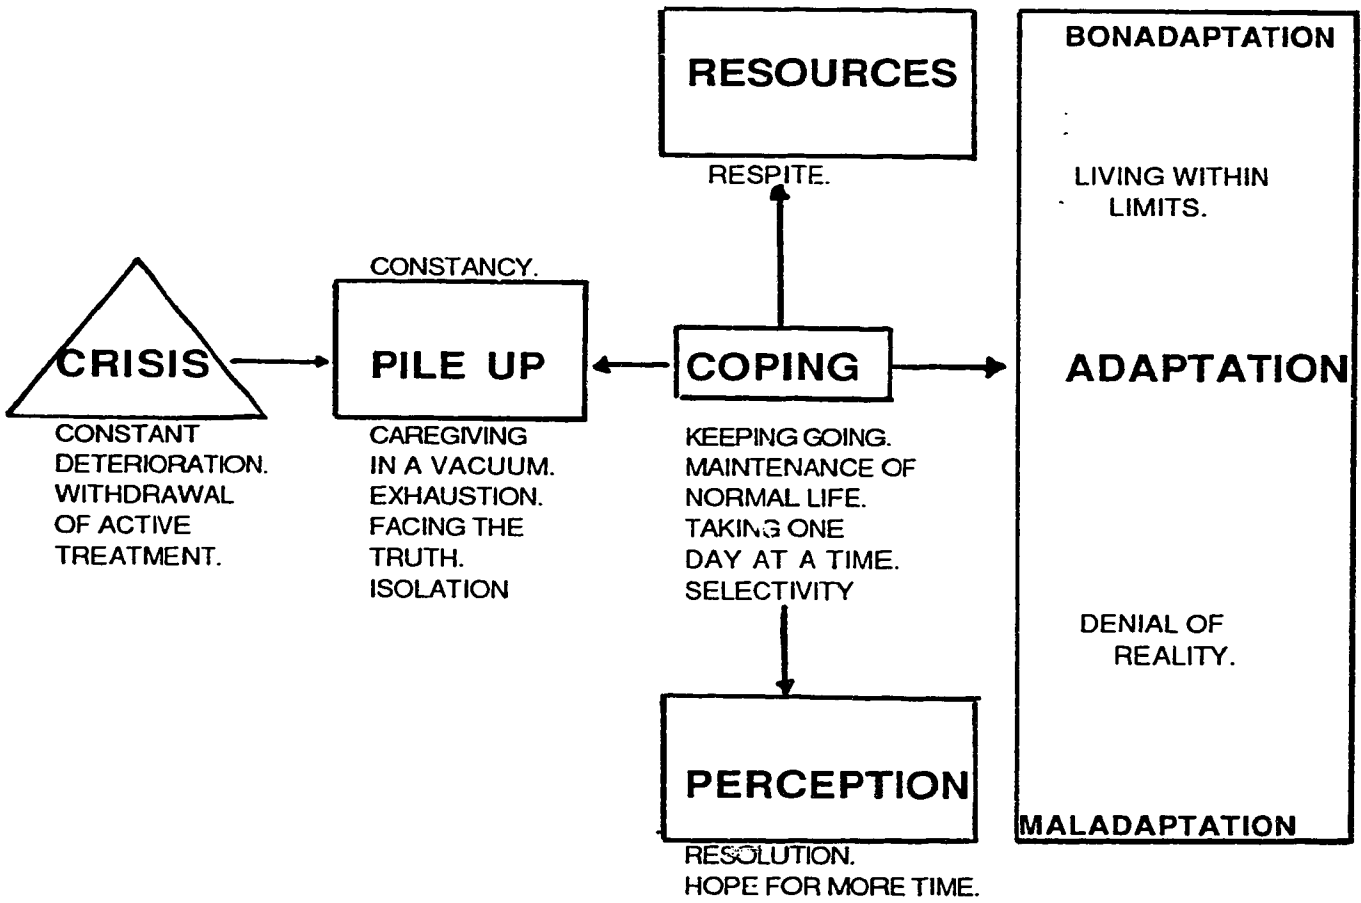 RESOURCES
RESPITE.
BONADAPTATION
LIVING WITHIN
LIMITS.
CRISIS
CONSTANT
DETERIORATION.
WITHDRAWAL
OF ACTIVE
TREATMENT.
CONSTANCY.
PILE UP
CAREGIVING
IN A VACUUM.
EXHAUSTION.
FACING THE
TRUTH.
ISOLATION
COPING
KEEPING GOING.
MAINTENANCE OF
NORMAL LIFE.
TAKING ONE
DAY AT A TIME.
SELECTIVITY
ADAPTATION
DENIAL OF
REALITY.
MALADAPTATION
PERCEPTION
RESOLUTION.
HOPE FOR MORE TIME.